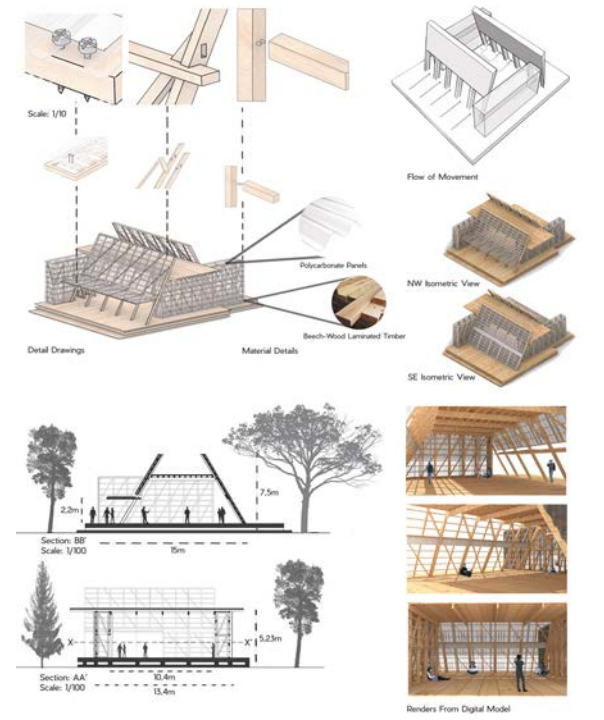 Scale: 1/10
Flow of Movement
Polycarbonate Panels
NW Isometric View
Beech-Wood Laminated Timber
Detail Drawings
Material Details
SE Isometric View
7,5m
2,2m
Section: BB'
Scale: 1/100
15m
X
X'
5,23m
Section: AA'
Scale: 1/100
10,4m
13,4m
Renders From Digital Model